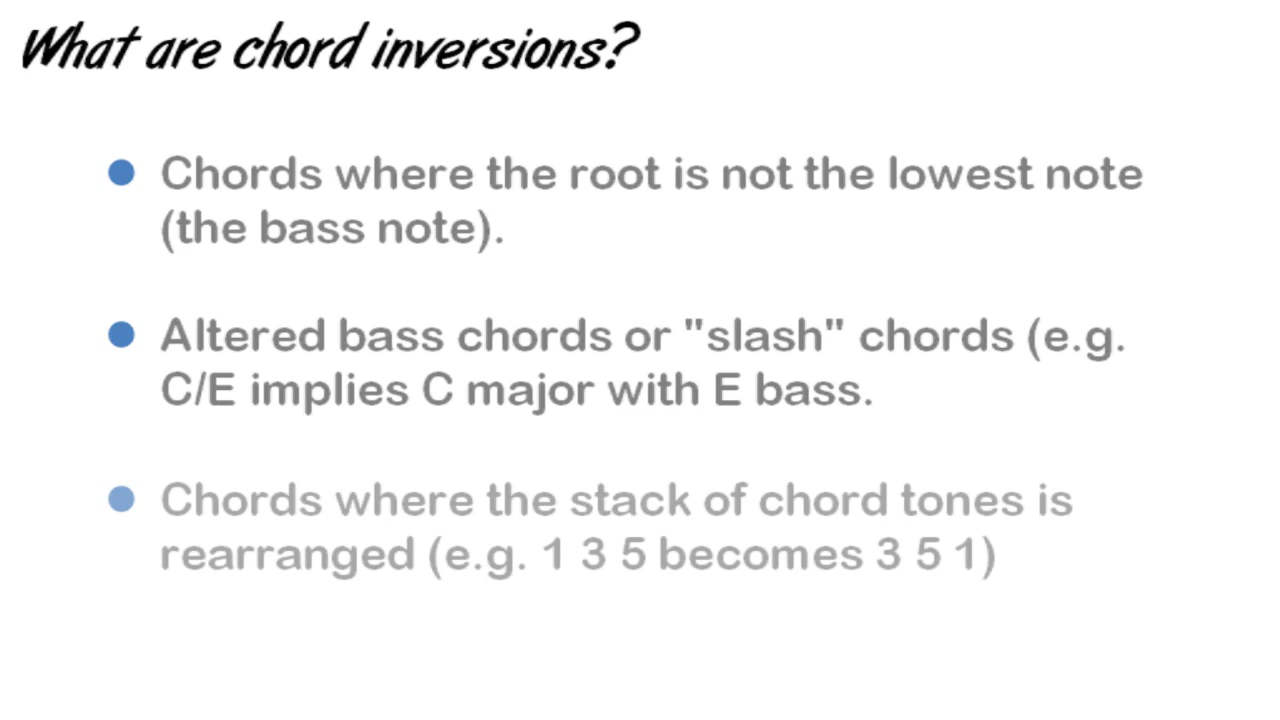 What are chord inversions?
Chords where the root is not the lowest note
(the bass note).
Altered bass chords or "slash" chords (e.g.
C/E implies C major with E bass.
Chords where the stack of chord tones is
rearranged (e.g. 1 3 5 becomes 3 5 1)